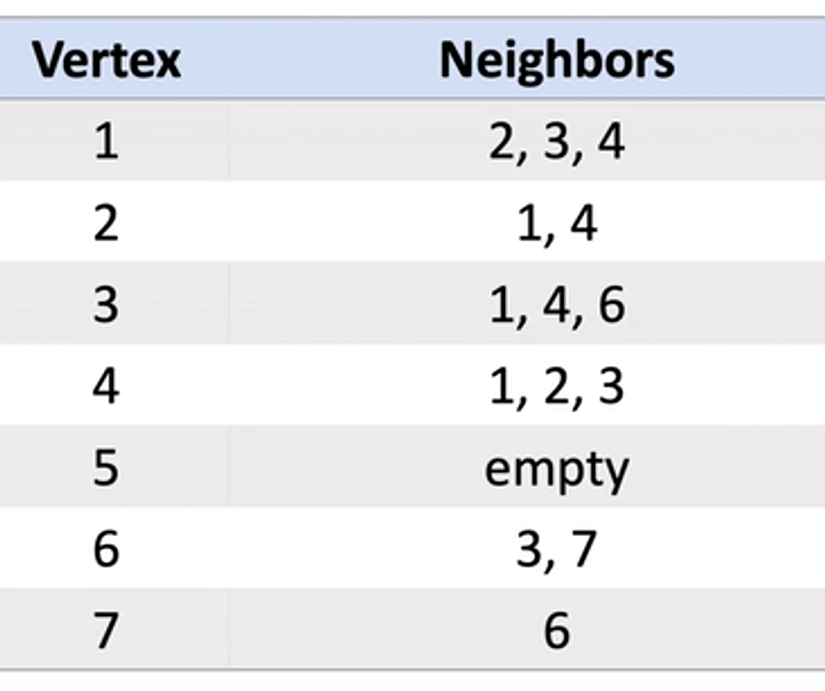 Vertex Neighbors
1 2, 3, 4
2 1, 4
3 1, 4, 6
4 1, 2, 3
5 empty
6 3, 7
7 6